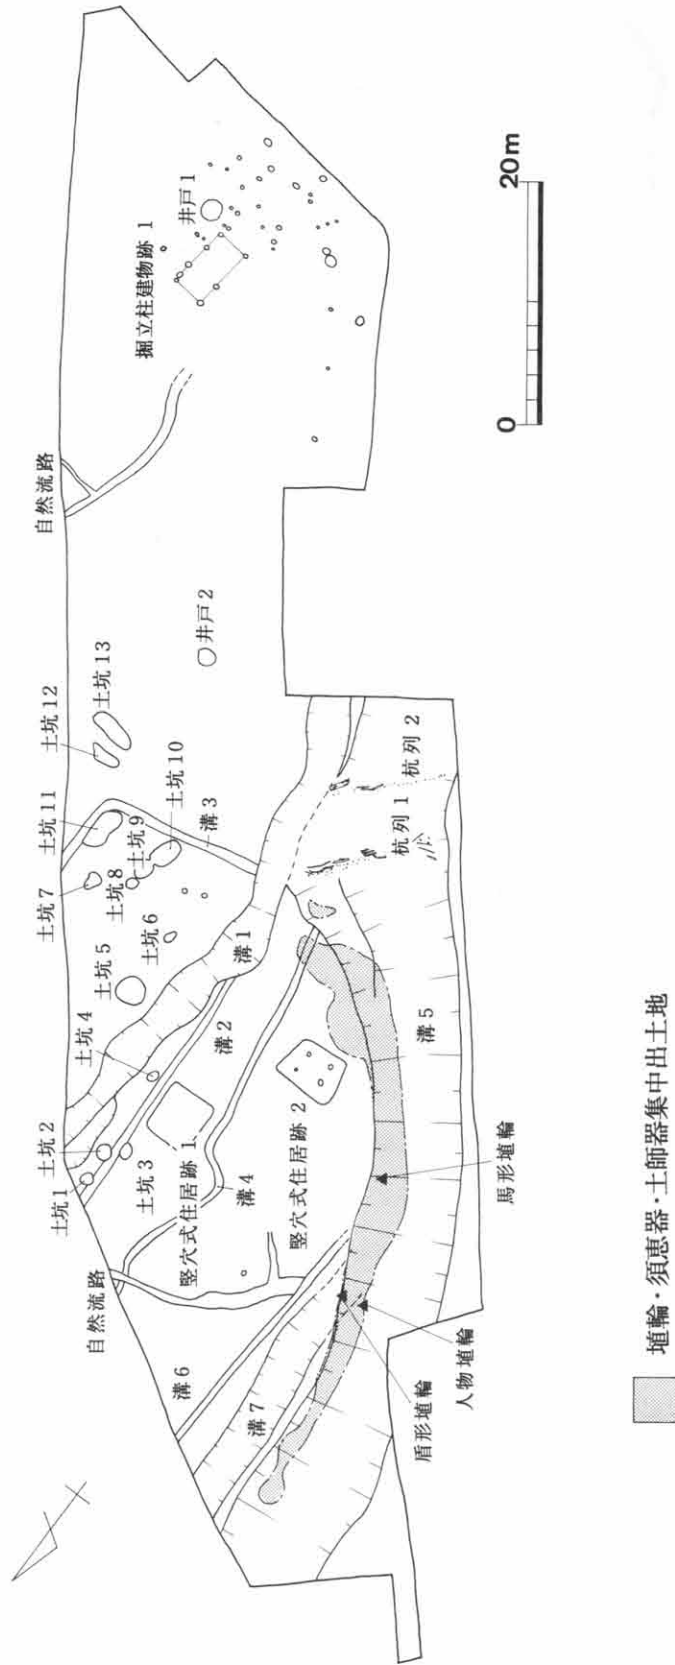 自然流路
掘立柱建物跡 1
井戸 1
土坑 12
土坑 13
井戸 2
土坑 11
土坑 7
土坑 8
土坑 9
土坑 10
溝 3
土坑 5
土坑 6
土坑 4
溝 1
溝 2
土坑 2
土坑 1
土坑 3
竪穴式住居跡 1
溝 4
竪穴式住居跡 2
自然流路
溝 6
溝 7
杭列 1
杭列 2
溝 5
馬形埴輪
人物埴輪
盾形埴輪
0
20m
埴輪・須恵器・土師器集中出土地